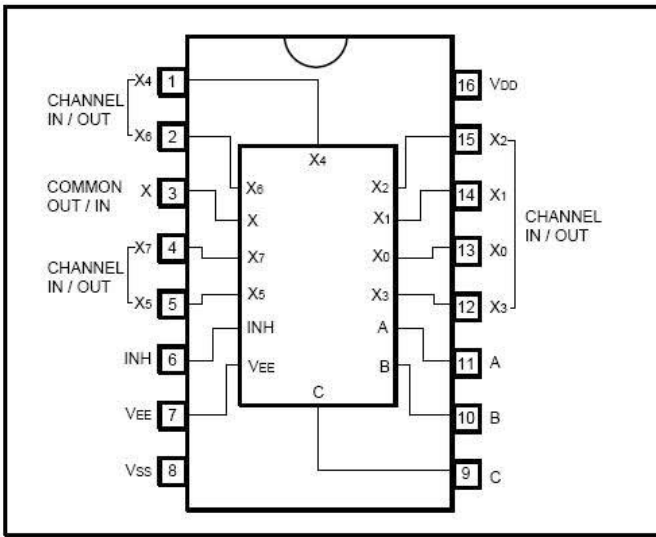 X4 1
CHANNEL
IN / OUT
X6 2
COMMON
OUT / IN
X 3
X7 4
CHANNEL
IN / OUT
X5 5
INH 6
VEE 7
VSS 8
X4
X6
X
X7
X5
INH
VEE
C
X2
X1
X0
X3
A
B
16 VDD
15 X2
14 X1
CHANNEL
IN / OUT
13 X0
12 X3
11 A
10 B
9 C